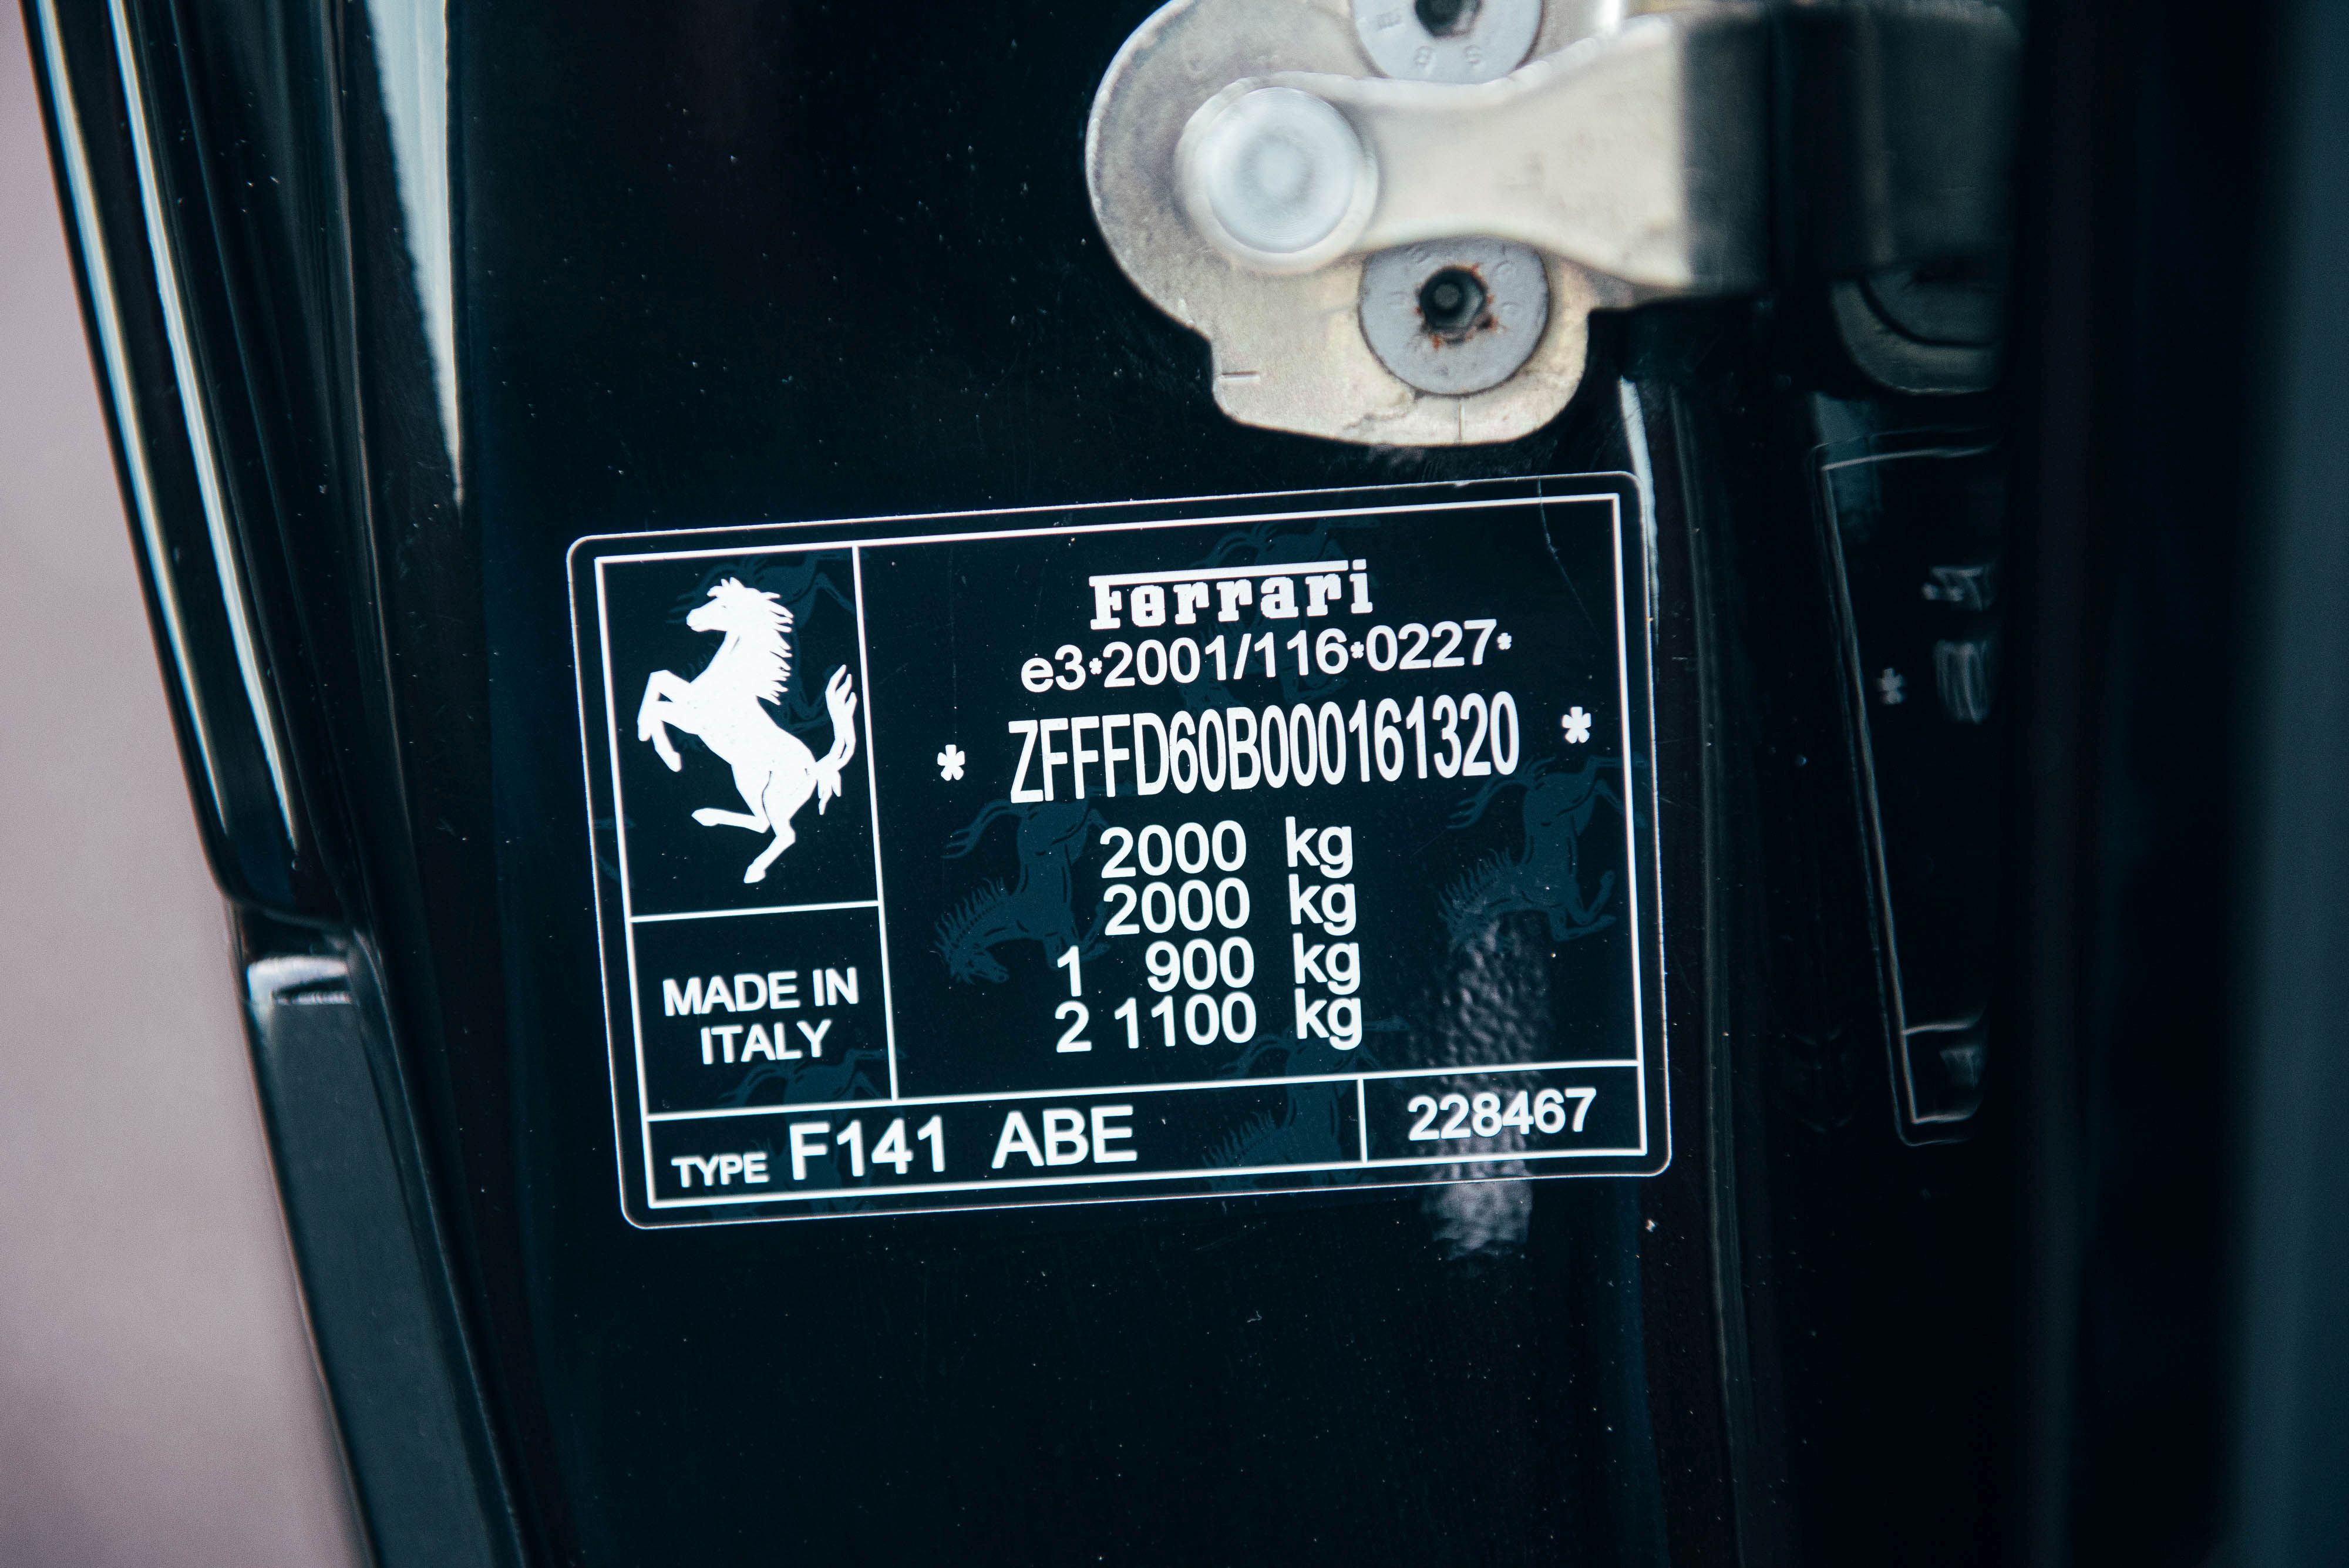 Ferrari
e3*2001/116*0227*
* ZFFFD60B000161320 *
2000 kg
2000 kg
1 900 kg
2 1100 kg
MADE IN
ITALY
TYPE F141 ABE
228467